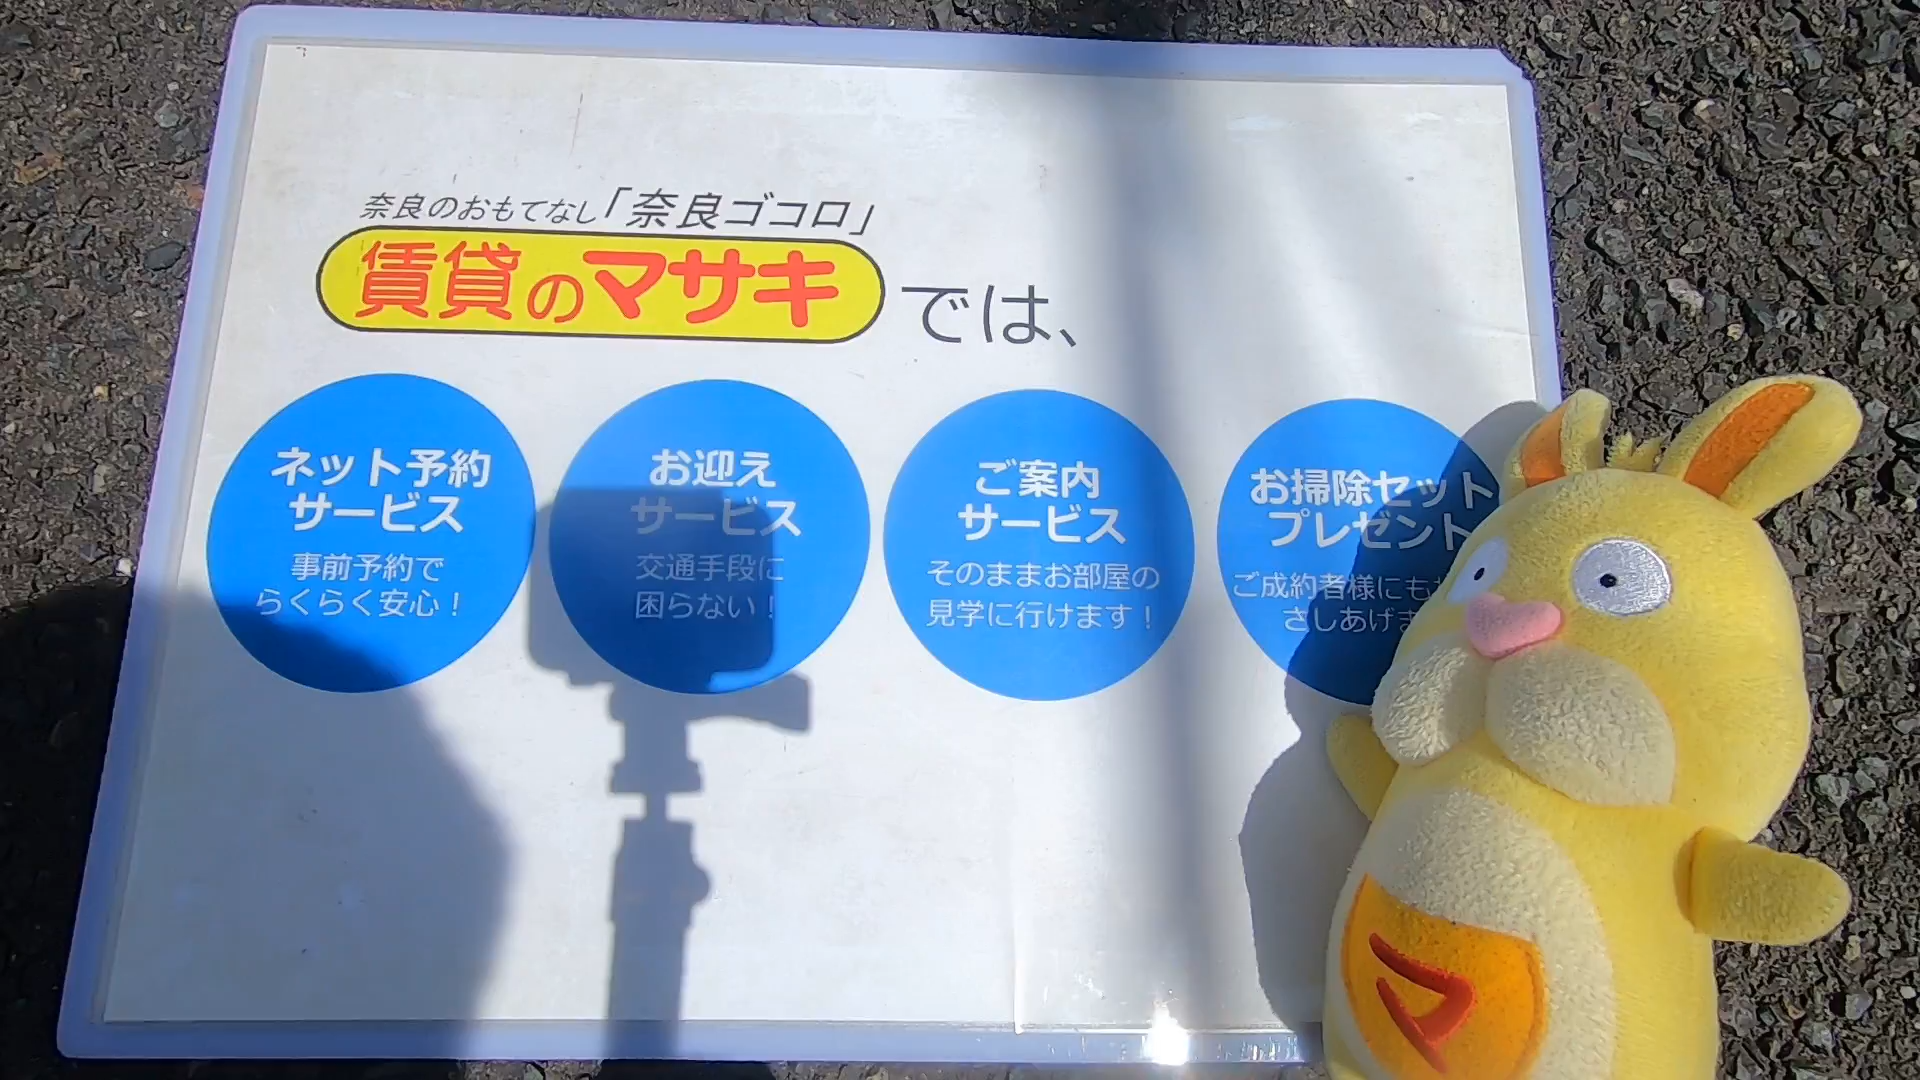 奈良のおもてなし「奈良ゴコロ」
賃貸のマサキでは、
ネット予約
サービス
事前予約で
らくらく安心！
お迎え
サービス
交通手段に
困らない！
ご案内
サービス
そのままお部屋の
見学に行けます！
お掃除セット
プレゼント
ご成約者様にも
さしあげま
マ